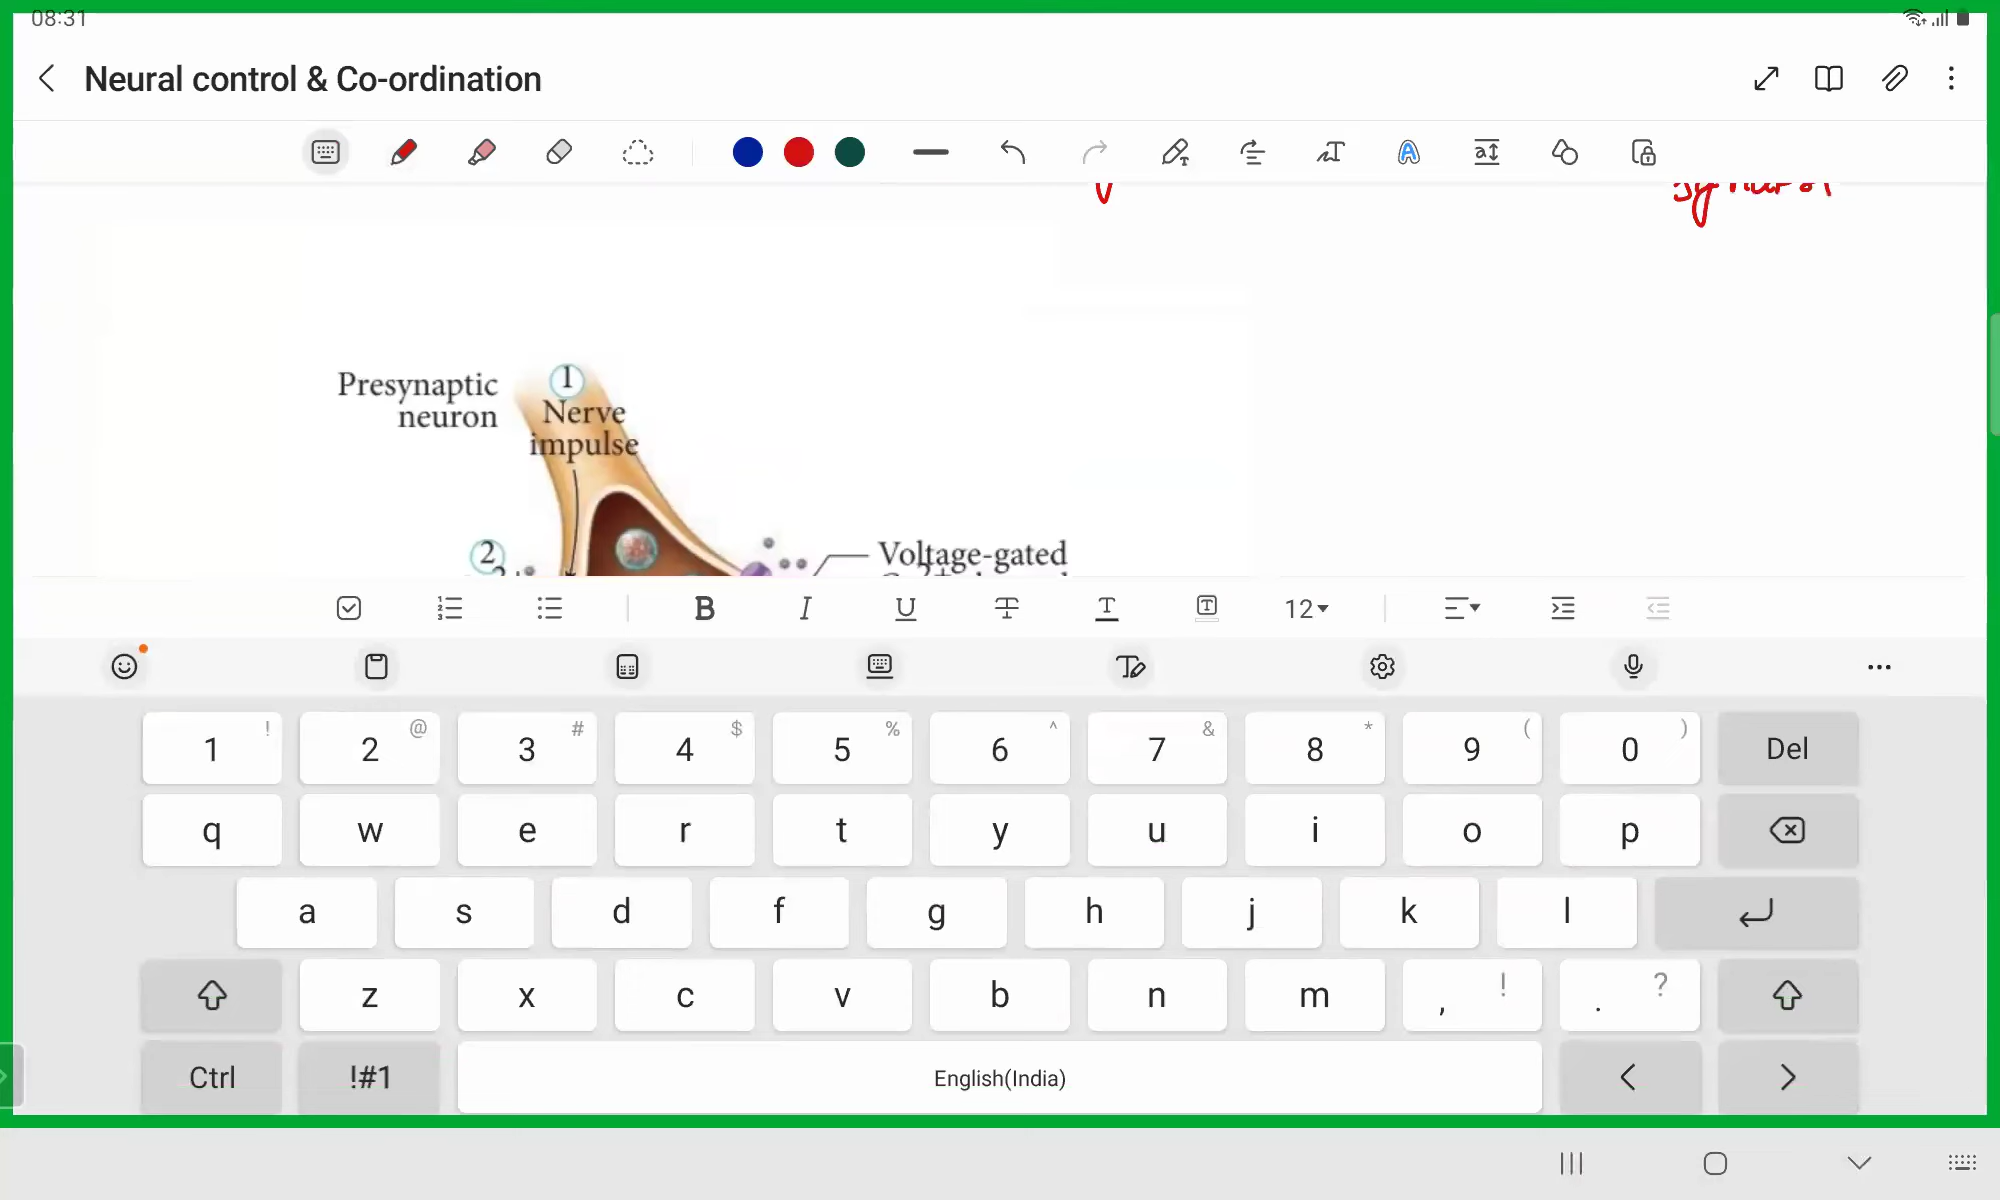 08:31
Neural control & Co-ordination
Presynaptic
neuron
1
Nerve
impulse
2
Voltage-gated
B I U T T T 12
1 ! 2 @ 3 # 4 $ 5 % 6 ^ 7 & 8 * 9 ( 0 ) Del
q w e r t y u i o p
a s d f g h j k l
z x c v b n m , ! . ?
Ctrl !#1 English(India) < >